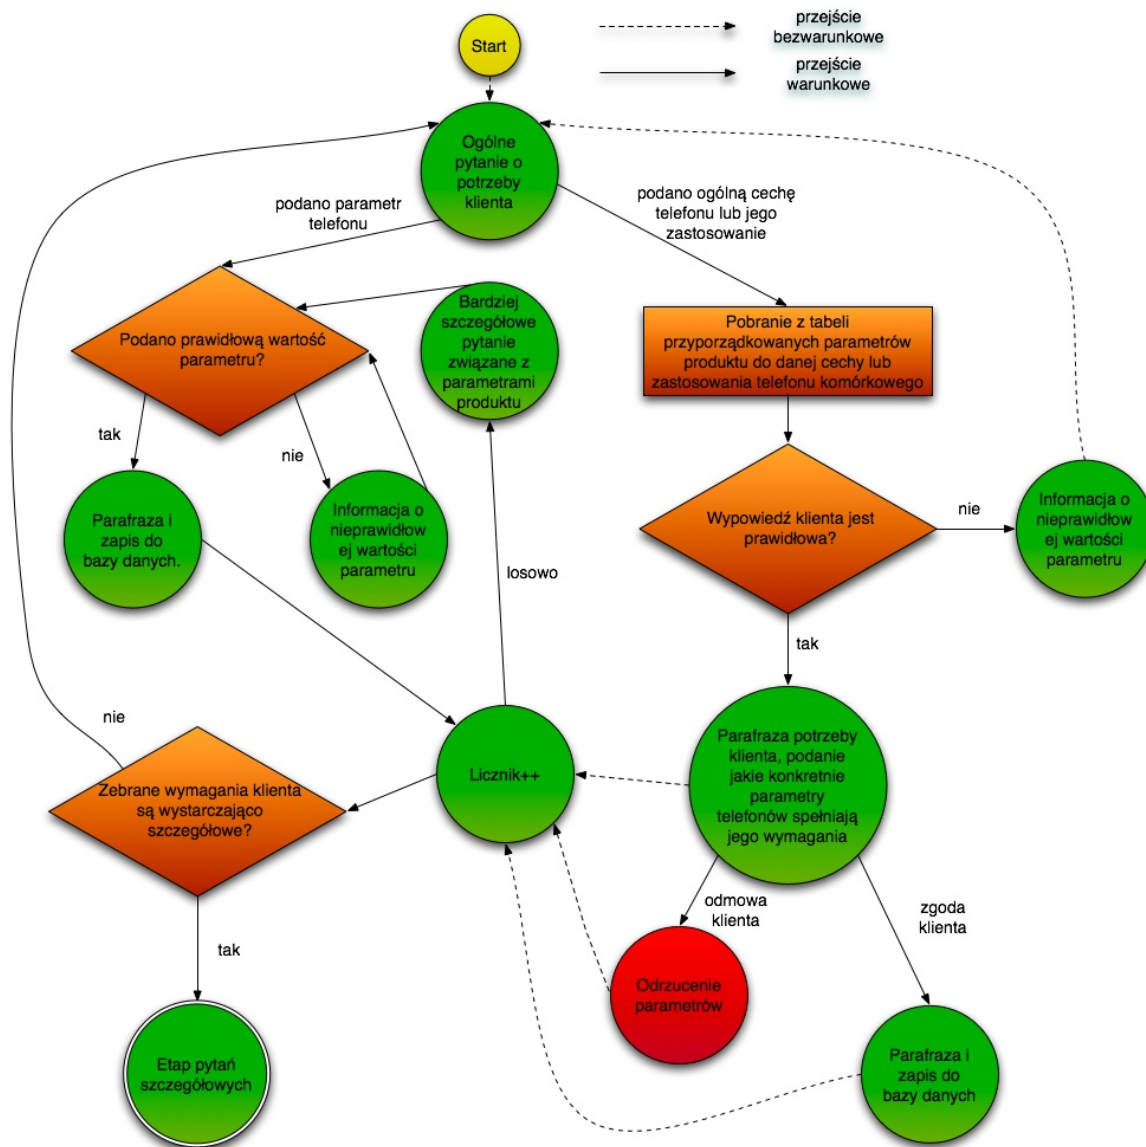 Start
przejście
bezwarunkowe
przejście
warunkowe
Ogólne
pytanie o
potrzeby
klienta
podano parametr
telefonu
podano ogólną cechę
telefonu lub jego
zastosowanie
Podano prawidłową wartość
parametru?
Bardziej
szczegółowe
pytanie
związane z
parametrami
produktu
Pobranie z tabeli
przyporządkowanych parametrów
produktu do danej cechy lub
zastosowania telefonu komórkowego
tak
nie
Parafraza i
zapis do
bazy danych.
Informacja o
nieprawidłow
ej wartości
parametru
losowo
Wypowiedź klienta jest
prawidłowa?
nie
Informacja o
nieprawidłow
ej wartości
parametru
tak
nie
Zebrane wymagania klienta
są wystarczająco
szczegółowe?
Licznik++
Parafraza potrzeby
klienta, podanie
jakie konkretnie
parametry
telefonów spełniają
jego wymagania
odmowa
klienta
zgoda
klienta
tak
Odrzucenie
parametrów
Etap pytań
szczegółowych
Parafraza i
zapis do
bazy danych